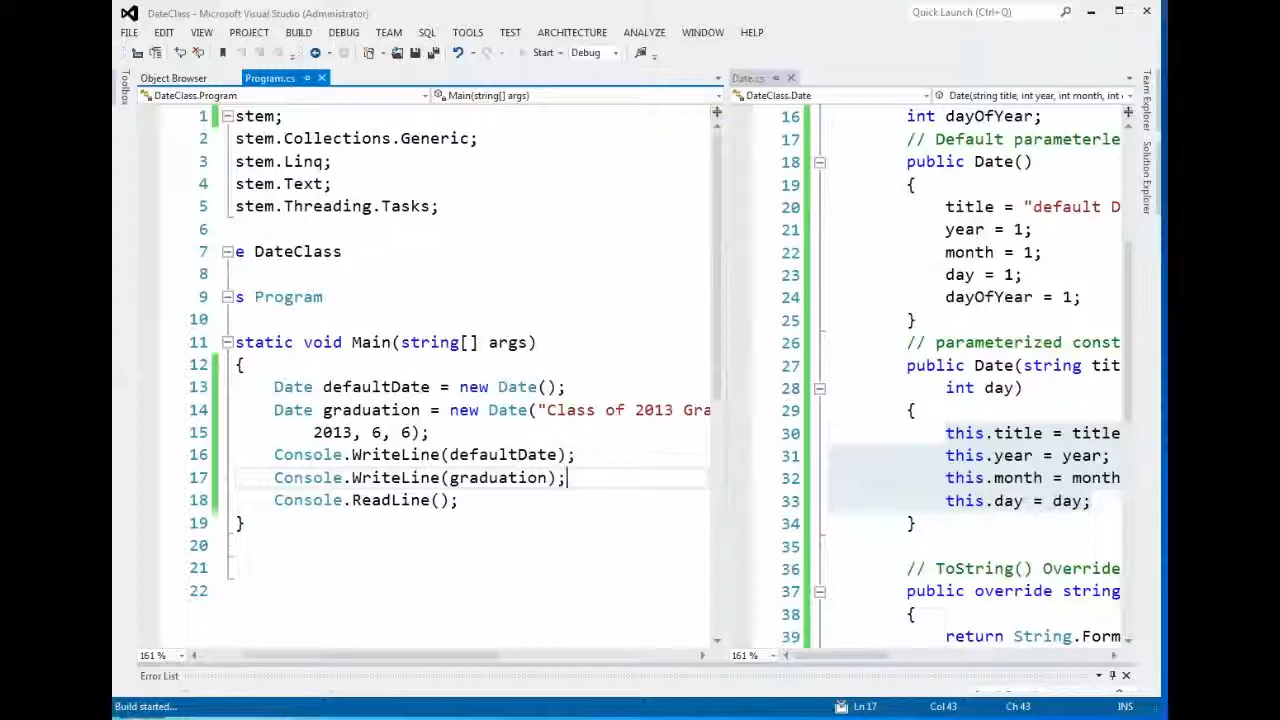 DateClass - Microsoft Visual Studio (Administrator)
Quick Launch (Ctrl+Q)
FILE EDIT VIEW PROJECT BUILD DEBUG TEAM SQL TOOLS TEST ARCHITECTURE ANALYZE WINDOW HELP
Start Debug
Toolbox
Object Browser Program.cs
DateClass.Program Main(string[] args)
1 stem;
2 stem.Collections.Generic;
3 stem.Linq;
4 stem.Text;
5 stem.Threading.Tasks;
6
7 e DateClass
8
9 s Program
10
11 static void Main(string[] args)
12 {
13 Date defaultDate = new Date();
14 Date graduation = new Date("Class of 2013 Gra
15 2013, 6, 6);
16 Console.WriteLine(defaultDate);
17 Console.WriteLine(graduation);
18 Console.ReadLine();
19 }
20
21
22
161 %
Date.cs
DateClass.Date Date(string title, int year, int month, int
16 int dayOfYear;
17 // Default parameterle
18 public Date()
19 {
20 title = "default D
21 year = 1;
22 month = 1;
23 day = 1;
24 dayOfYear = 1;
25 }
26 // parameterized const
27 public Date(string tit
28 int day)
29 {
30 this.title = title
31 this.year = year;
32 this.month = month
33 this.day = day;
34 }
35
36 // ToString() Override
37 public override string
38 {
39 return String.Form
161 %
Team Explorer
Solution Explorer
Error List
Build started...
Ln 17 Col 43 Ch 43 INS